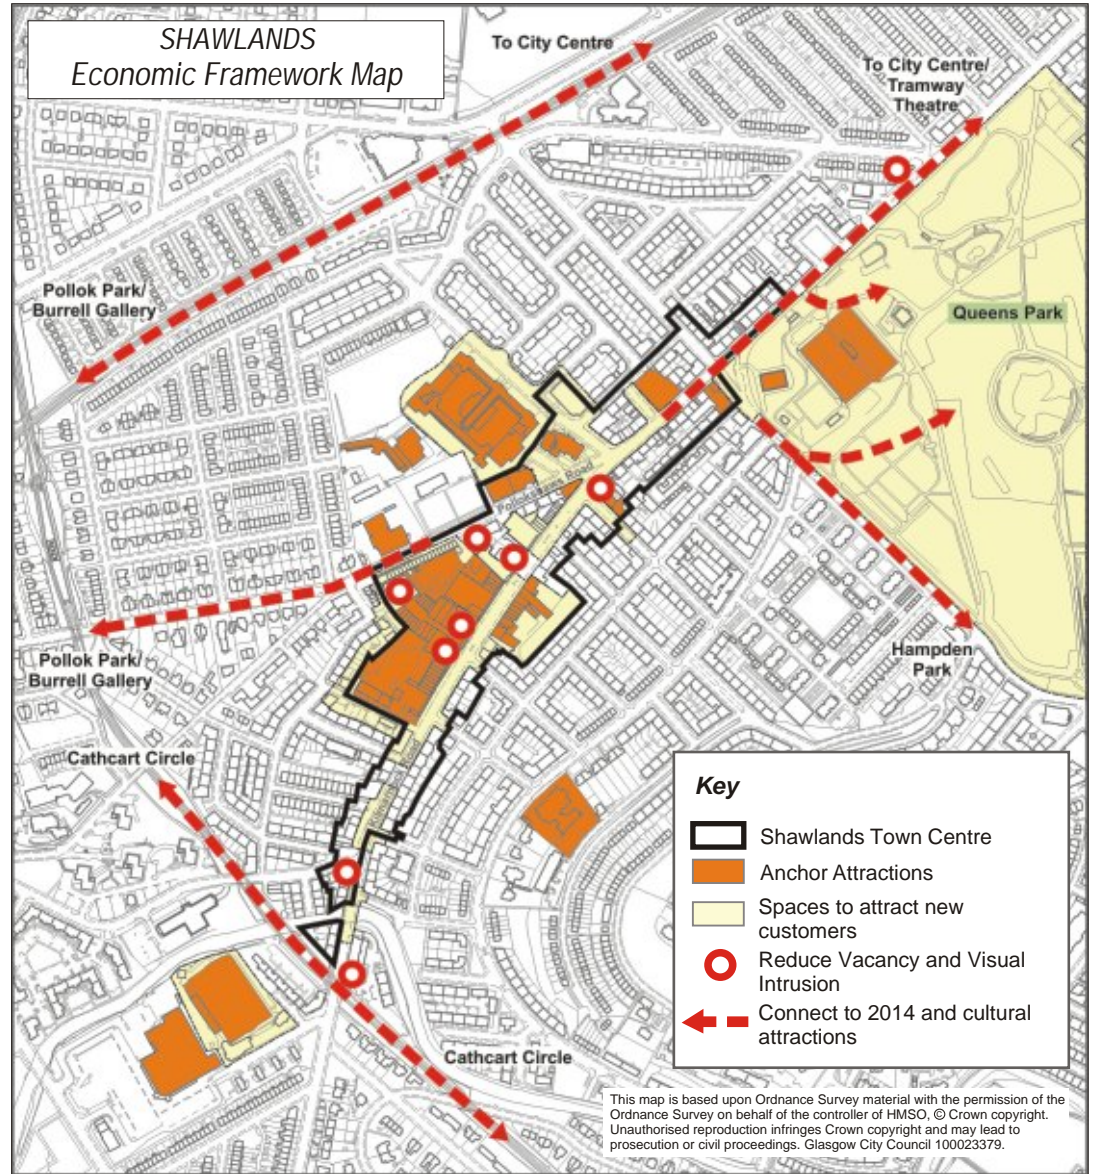 SHAWLANDS
Economic Framework Map
To City Centre
To City Centre/
Tramway
Theatre
Pollok Park/
Burrell Gallery
Queens Park
Pollokshaws Road
Pollok Park/
Burrell Gallery
Hampden
Park
Cathcart Circle
Kilmarnock Road
Key
Shawlands Town Centre
Anchor Attractions
Spaces to attract new
customers
Reduce Vacancy and Visual
Intrusion
Connect to 2014 and cultural
attractions
Cathcart Circle
This map is based upon Ordnance Survey material with the permission of the
Ordnance Survey on behalf of the controller of HMSO, © Crown copyright.
Unauthorised reproduction infringes Crown copyright and may lead to
prosecution or civil proceedings. Glasgow City Council 100023379.